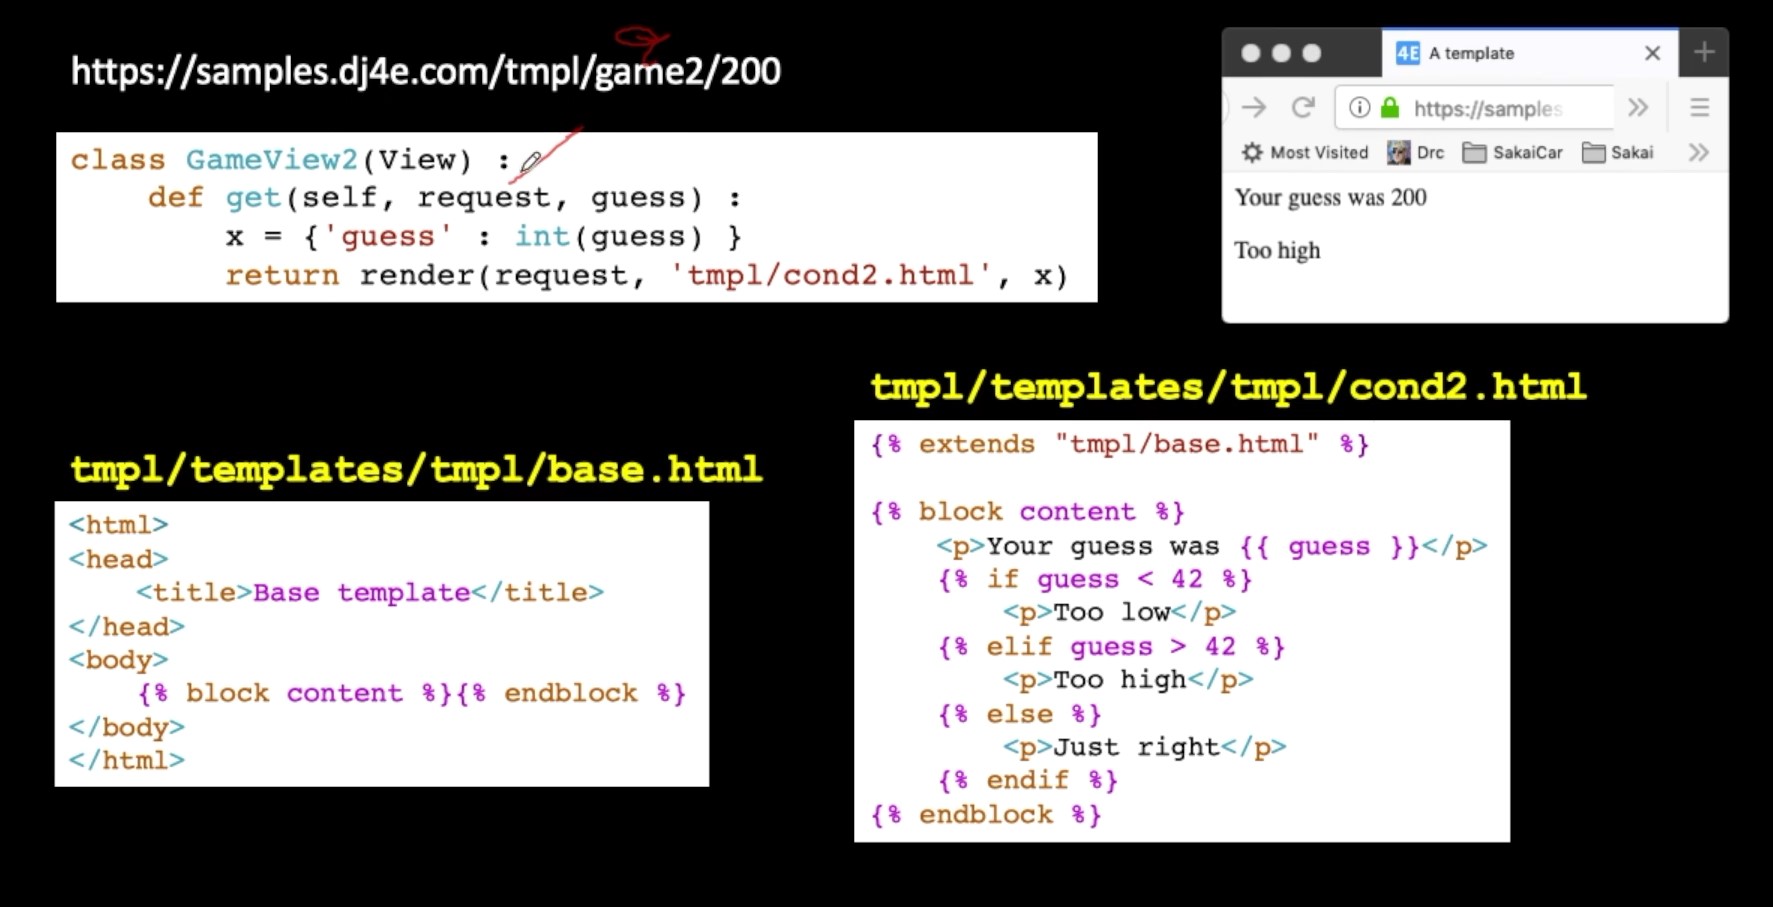 https://samples.dj4e.com/tmpl/game2/200
class GameView2(View) :
    def get(self, request, guess) :
        x = {'guess' : int(guess) }
        return render(request, 'tmpl/cond2.html', x)
4E A template
https://samples
Most Visited Drc SakaiCar Sakai
Your guess was 200
Too high
tmpl/templates/tmpl/base.html
<html>
<head>
    <title>Base template</title>
</head>
<body>
    {% block content %}{% endblock %}
</body>
</html>
tmpl/templates/tmpl/cond2.html
{% extends "tmpl/base.html" %}
{% block content %}
    <p>Your guess was {{ guess }}</p>
    {% if guess < 42 %}
        <p>Too low</p>
    {% elif guess > 42 %}
        <p>Too high</p>
    {% else %}
        <p>Just right</p>
    {% endif %}
{% endblock %}